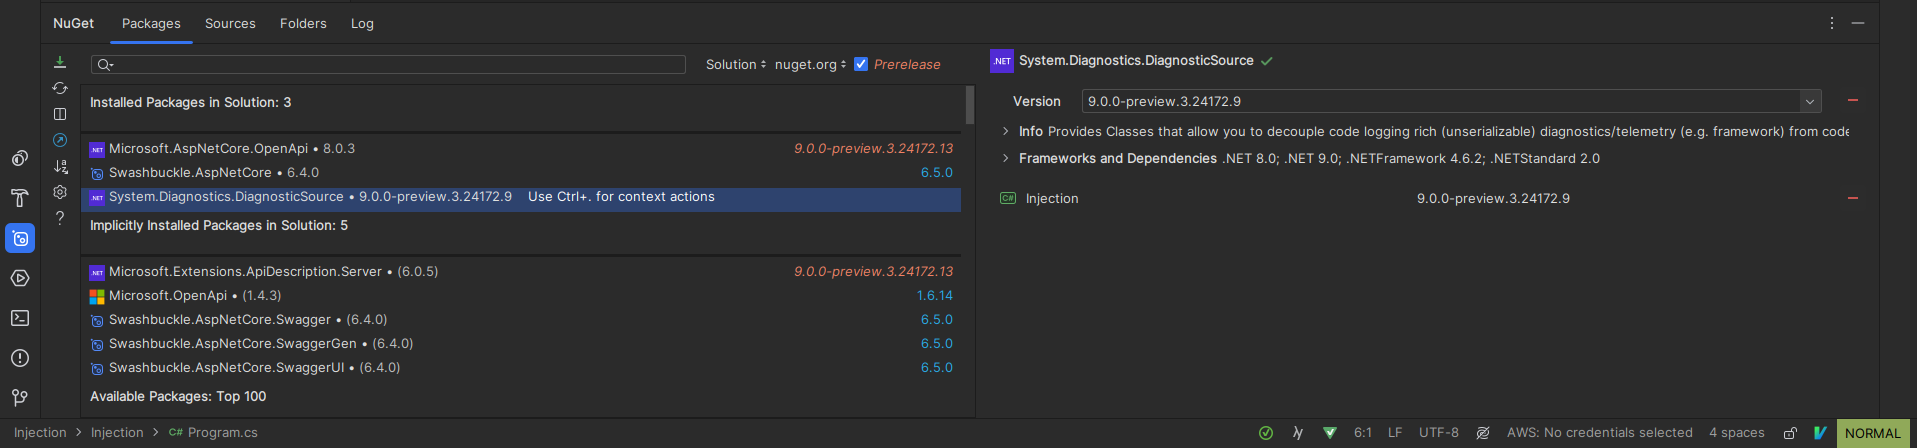 NuGet Packages Sources Folders Log
Solution nuget.org Prerelease
Installed Packages in Solution: 3
Microsoft.AspNetCore.OpenApi • 8.0.3 9.0.0-preview.3.24172.13
Swashbuckle.AspNetCore • 6.4.0 6.5.0
System.Diagnostics.DiagnosticSource • 9.0.0-preview.3.24172.9 Use Ctrl+. for context actions
Implicitly Installed Packages in Solution: 5
Microsoft.Extensions.ApiDescription.Server • (6.0.5) 9.0.0-preview.3.24172.13
Microsoft.OpenApi • (1.4.3) 1.6.14
Swashbuckle.AspNetCore.Swagger • (6.4.0) 6.5.0
Swashbuckle.AspNetCore.SwaggerGen • (6.4.0) 6.5.0
Swashbuckle.AspNetCore.SwaggerUI • (6.4.0) 6.5.0
Available Packages: Top 100
.NET System.Diagnostics.DiagnosticSource
Version 9.0.0-preview.3.24172.9
Info Provides Classes that allow you to decouple code logging rich (unserializable) diagnostics/telemetry (e.g. framework) from code
Frameworks and Dependencies .NET 8.0; .NET 9.0; .NETFramework 4.6.2; .NETStandard 2.0
C# Injection 9.0.0-preview.3.24172.9
Injection > Injection > C# Program.cs 6:1 LF UTF-8 AWS: No credentials selected 4 spaces NORMAL